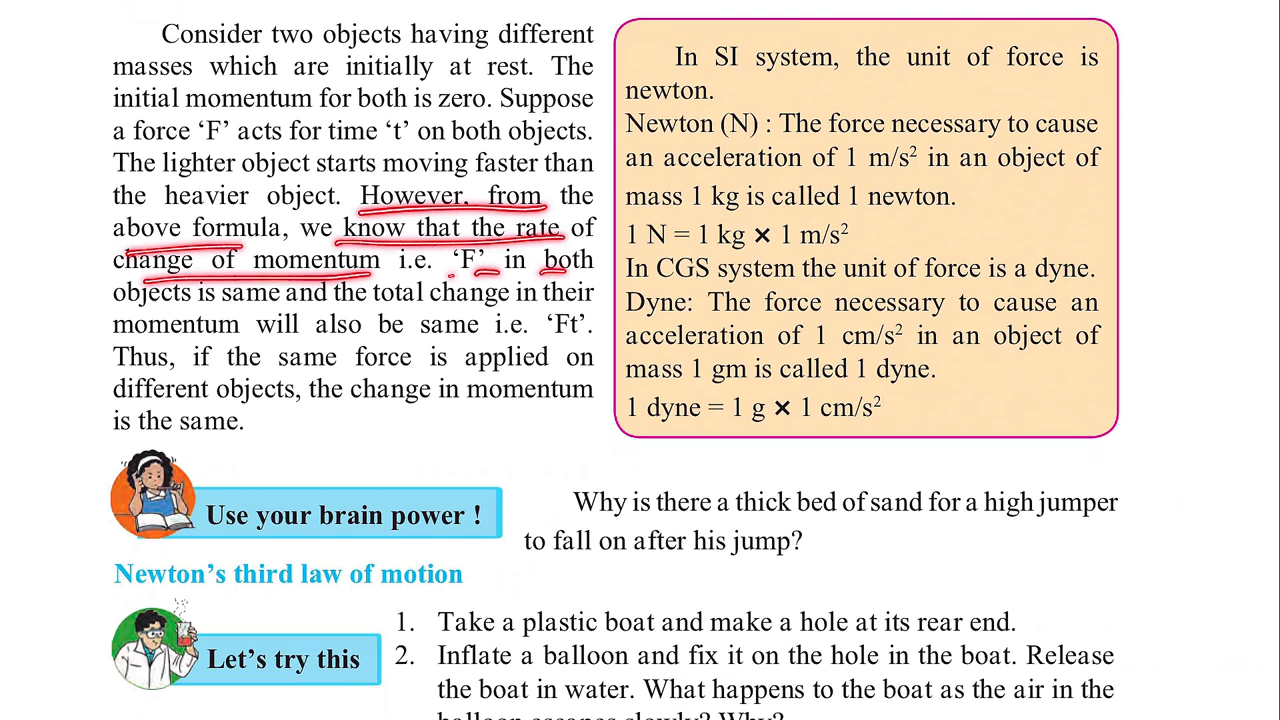 Consider two objects having different
masses which are initially at rest. The
initial momentum for both is zero. Suppose
a force ‘F’ acts for time ‘t’ on both objects.
The lighter object starts moving faster than
the heavier object. However, from the
above formula, we know that the rate of
change of momentum i.e. ‘F’ in both
objects is same and the total change in their
momentum will also be same i.e. ‘Ft’.
Thus, if the same force is applied on
different objects, the change in momentum
is the same.
In SI system, the unit of force is
newton.
Newton (N) : The force necessary to cause
an acceleration of 1 m/s² in an object of
mass 1 kg is called 1 newton.
1 N = 1 kg × 1 m/s²
In CGS system the unit of force is a dyne.
Dyne: The force necessary to cause an
acceleration of 1 cm/s² in an object of
mass 1 gm is called 1 dyne.
1 dyne = 1 g × 1 cm/s²
Use your brain power !
Why is there a thick bed of sand for a high jumper
to fall on after his jump?
Newton’s third law of motion
Let’s try this
1. Take a plastic boat and make a hole at its rear end.
2. Inflate a balloon and fix it on the hole in the boat. Release
the boat in water. What happens to the boat as the air in the
balloon escapes slowly? Why?